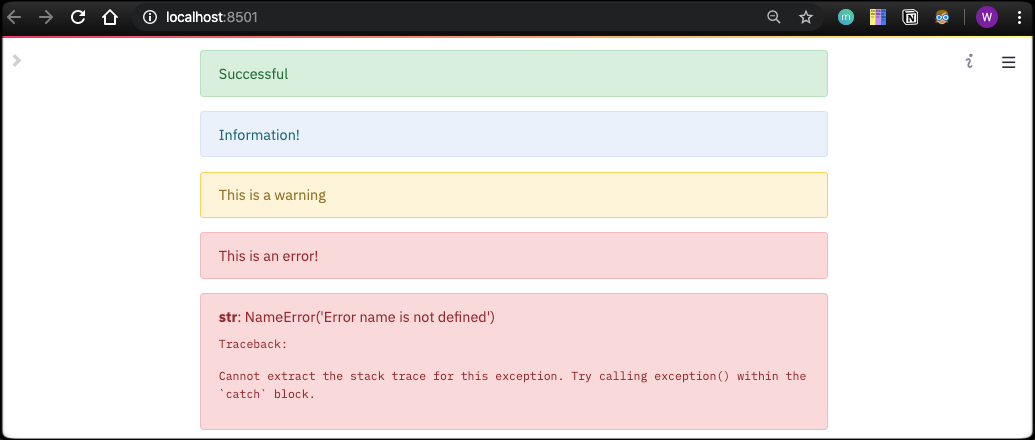 localhost:8501
m
N
W
i
Successful
Information!
This is a warning
This is an error!
str: NameError('Error name is not defined')
Traceback:
Cannot extract the stack trace for this exception. Try calling exception() within the
`catch` block.